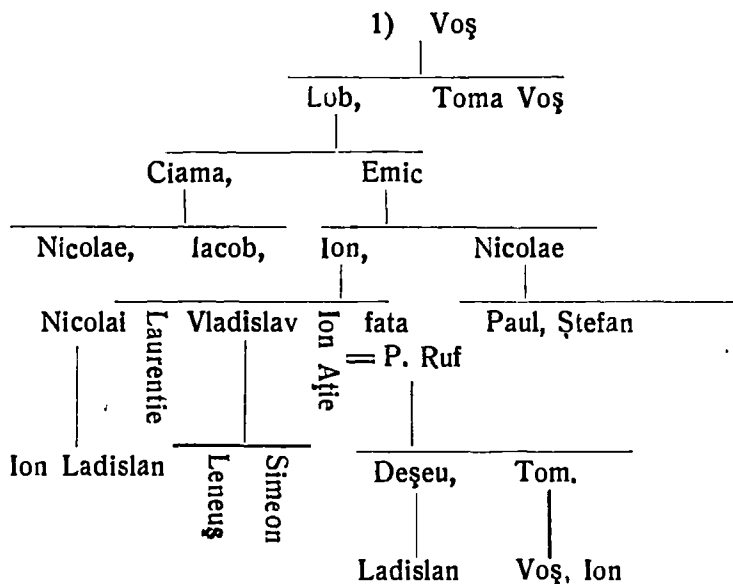 1) Voş
Lob, Toma Voş
Ciama, Emic
Nicolae, Iacob, Ion, Nicolae
Nicolai Laurentie Vladislav Ion Aţie fata Paul, Ştefan
= P. Ruf
Ion Ladislan Leneuş Simeon Deşeu, Tom.
Ladislan Voş, Ion